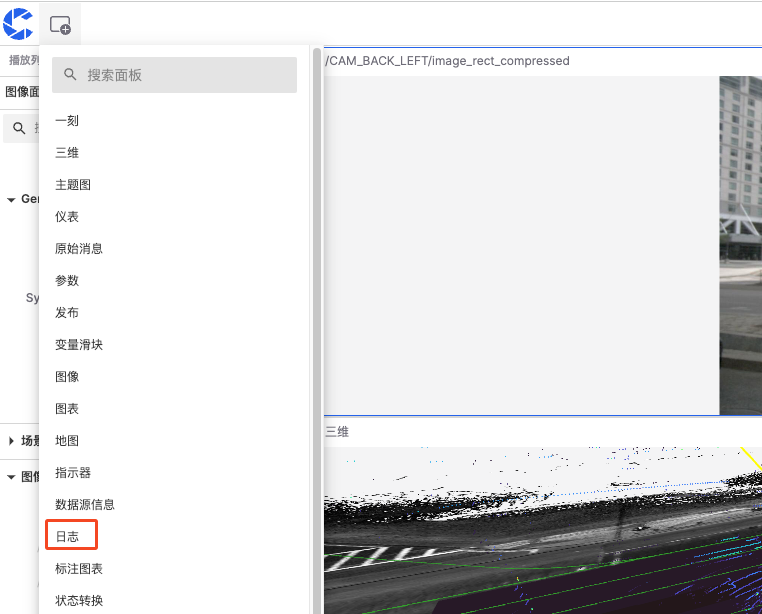 播放列
图像面
搜索面板
一刻
三维
主题图
仪表
原始消息
参数
发布
变量滑块
图像
图表
地图
指示器
数据源信息
日志
标注图表
状态转换
Ger
Sy
场景
图像
/CAM_BACK_LEFT/image_rect_compressed
三维